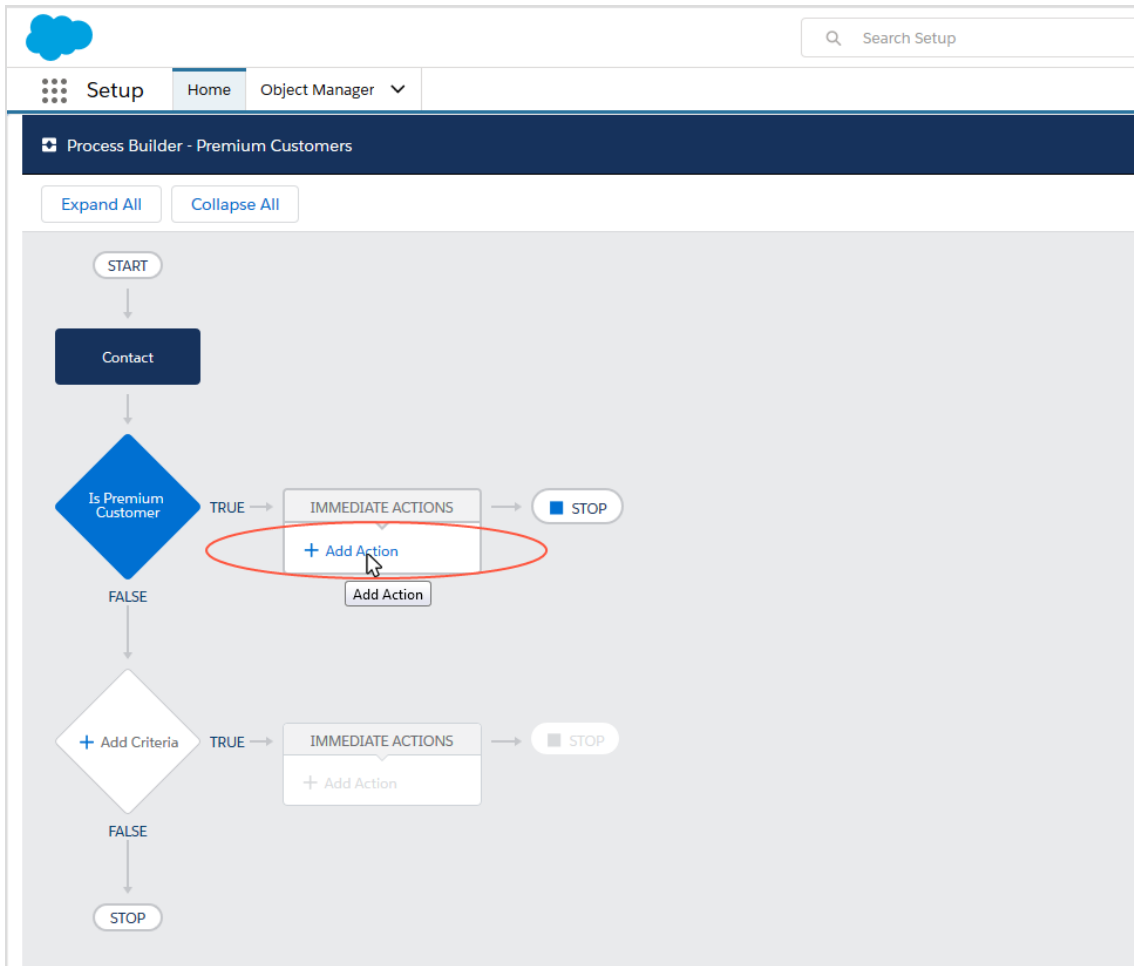 Search Setup
Setup
Home
Object Manager
Process Builder - Premium Customers
Expand All
Collapse All
START
Contact
Is Premium
Customer
TRUE
IMMEDIATE ACTIONS
STOP
+ Add Action
Add Action
FALSE
+ Add Criteria
TRUE
IMMEDIATE ACTIONS
STOP
+ Add Action
FALSE
STOP